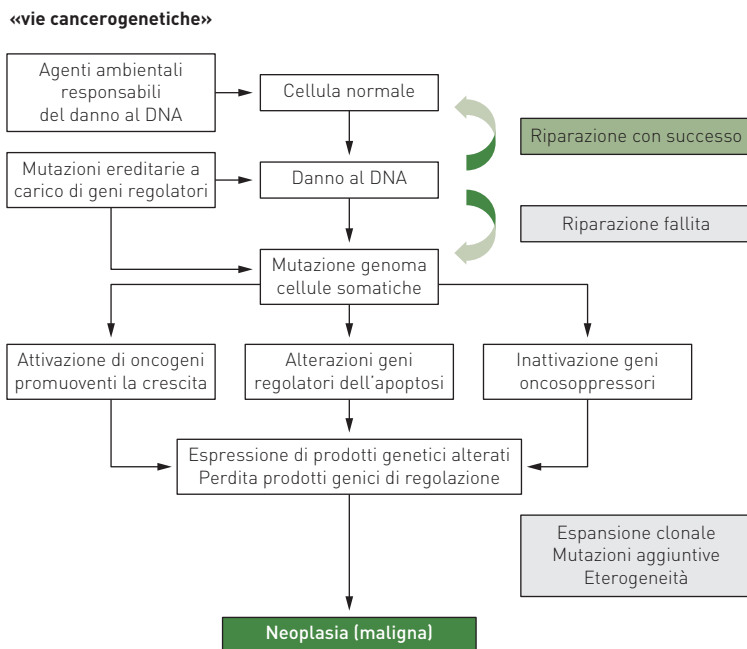 «vie cancerogenetiche»
Agenti ambientali
responsabili
del danno al DNA
Cellula normale
Riparazione con successo
Mutazioni ereditarie a
carico di geni regolatori
Danno al DNA
Riparazione fallita
Mutazione genoma
cellule somatiche
Attivazione di oncogeni
promuoventi la crescita
Alterazioni geni
regolatori dell’apoptosi
Inattivazione geni
oncosoppressori
Espressione di prodotti genetici alterati
Perdita prodotti genici di regolazione
Espansione clonale
Mutazioni aggiuntive
Eterogeneità
Neoplasia (maligna)